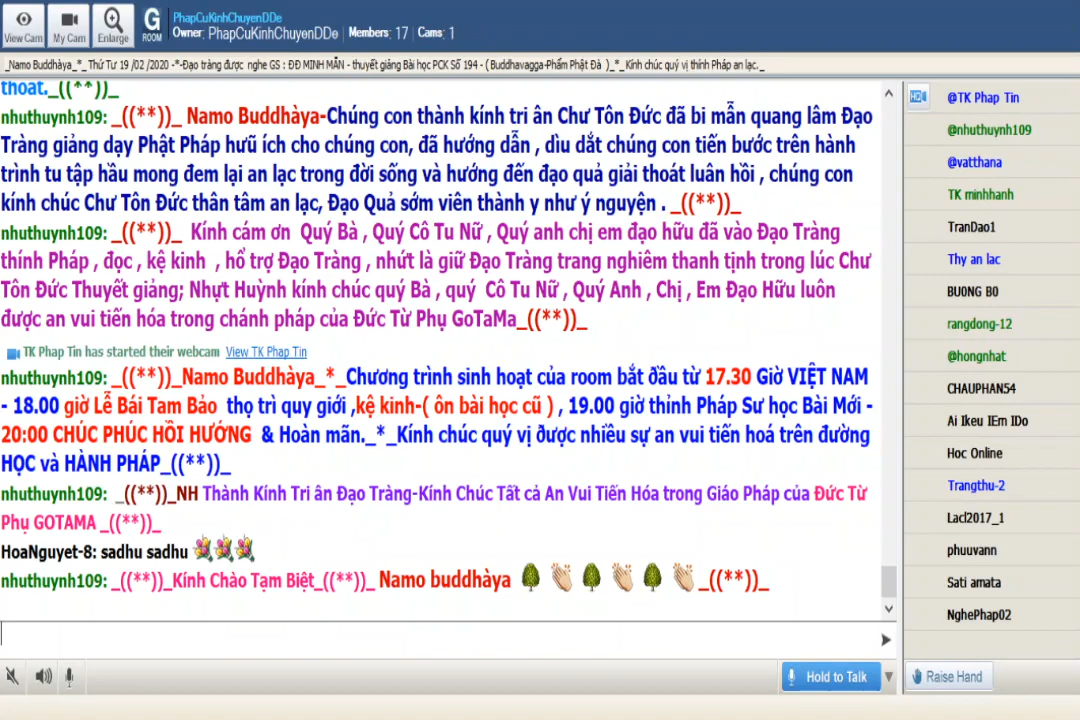 PhapCuKinhChuyenDDe
Owner: PhapCuKinhChuyenDDe | Members: 17 | Cams: 1
View Cam My Cam Enlarge G ROOM
_Namo Buddhàya_*_ Thứ Tư 19 /02 /2020 -*-Đạo tràng được nghe GS : ĐĐ MINH MẪN - thuyết giảng Bài học PCK Số 194 - ( Buddhavagga-Phẩm Phật Đà )_*_Kính chúc quý vị thính Pháp an lạc._
thoat._((**))_
nhuthuynh109: _((**))_ Namo Buddhàya-Chúng con thành kính tri ân Chư Tôn Đức đã bi mẫn quang lâm Đạo
Tràng giảng dạy Phật Pháp hưũ ích cho chúng con, đã hướng dẫn , dìu dắt chúng con tiến bước trên hành
trình tu tập hầu mong đem lại an lạc trong đời sống và hướng đến đạo quả giải thoát luân hồi , chúng con
kính chúc Chư Tôn Đức thân tâm an lạc, Đạo Quả sớm viên thành y như ý nguyện . _((**))_
nhuthuynh109: _((**))_ Kính cám ơn Quý Bà , Quý Cô Tu Nữ , Quý anh chị em đạo hữu đã vào Đạo Tràng
thính Pháp , đọc , kệ kinh , hổ trợ Đạo Tràng , nhứt là giữ Đạo Tràng trang nghiêm thanh tịnh trong lúc Chư
Tôn Đức Thuyết giảng; Nhựt Huỳnh kính chúc quý Bà , quý Cô Tu Nữ , Quý Anh , Chị , Em Đạo Hữu luôn
được an vui tiến hóa trong chánh pháp của Đức Từ Phụ GoTaMa_((**))_
TK Phap Tin has started their webcam View TK Phap Tin
nhuthuynh109: _((**))_Namo Buddhàya_*_Chương trình sinh hoạt của room bắt đầu từ 17.30 Giờ VIỆT NAM
- 18.00 giờ Lễ Bái Tam Bảo thọ trì quy giới ,kệ kinh-( ôn bài học cũ ) , 19.00 giờ thỉnh Pháp Sư học Bài Mới -
20:00 CHÚC PHÚC HỒI HƯỚNG & Hoàn mãn._*_Kính chúc quý vị được nhiều sự an vui tiến hoá trên đường
HỌC và HÀNH PHÁP_((**))_
nhuthuynh109: _((**))_NH Thành Kính Tri ân Đạo Tràng-Kính Chúc Tất cả An Vui Tiến Hóa trong Giáo Pháp của Đức Từ
Phụ GOTAMA _((**))_
HoaNguyet-8: sadhu sadhu
nhuthuynh109: _((**))_Kính Chào Tạm Biệt_((**))_ Namo buddhàya _((**))_
HD
@TK Phap Tin
@nhuthuynh109
@vatthana
TK minhhanh
TranDao1
Thy an lac
BU0NG B0
rangdong-12
@hongnhat
CHAUPHAN54
Ai Ikeu IEm IDo
Hoc Online
Trangthu-2
Lacl2017_1
phuuvann
Sati amata
NghePhap02
Hold to Talk
Raise Hand